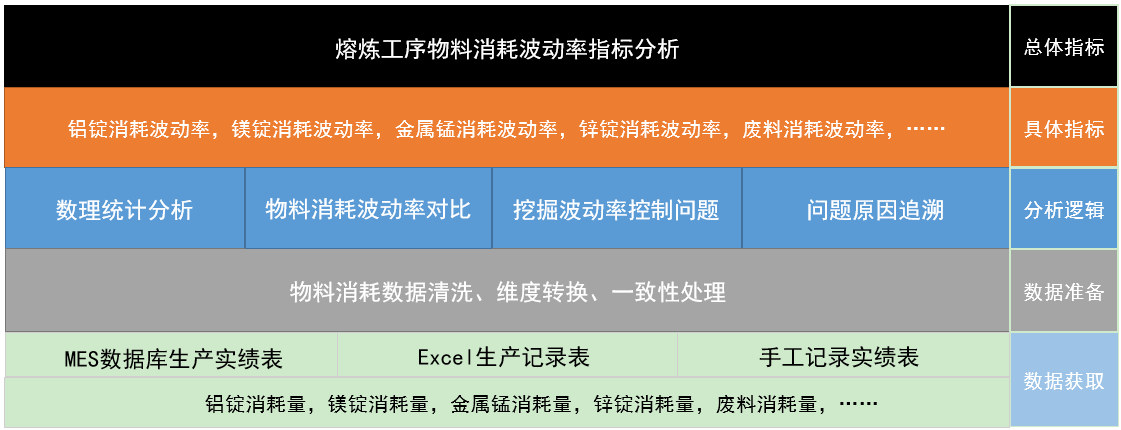 熔炼工序物料消耗波动率指标分析
总体指标
铝锭消耗波动率，镁锭消耗波动率，金属锰消耗波动率，锌锭消耗波动率，废料消耗波动率，……
具体指标
数理统计分析
物料消耗波动率对比
挖掘波动率控制问题
问题原因追溯
分析逻辑
物料消耗数据清洗、维度转换、一致性处理
数据准备
MES数据库生产实绩表
Excel生产记录表
手工记录实绩表
数据获取
铝锭消耗量，镁锭消耗量，金属锰消耗量，锌锭消耗量，废料消耗量，……